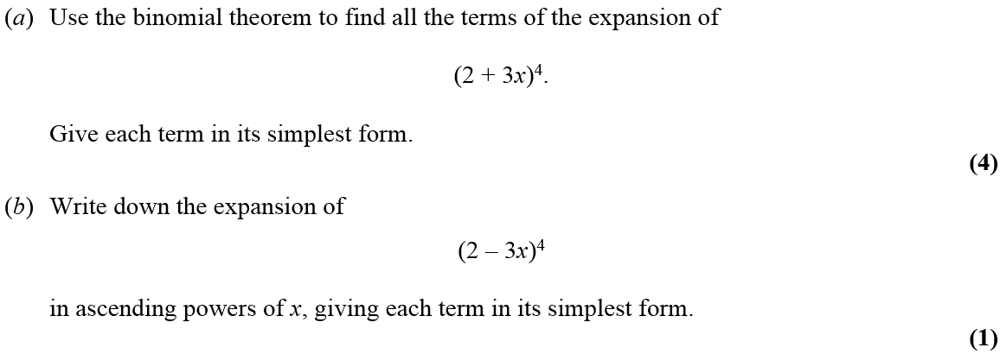 (a) Use the binomial theorem to find all the terms of the expansion of
(2 + 3x)⁴.
Give each term in its simplest form.
(4)
(b) Write down the expansion of
(2 – 3x)⁴
in ascending powers of x, giving each term in its simplest form.
(1)